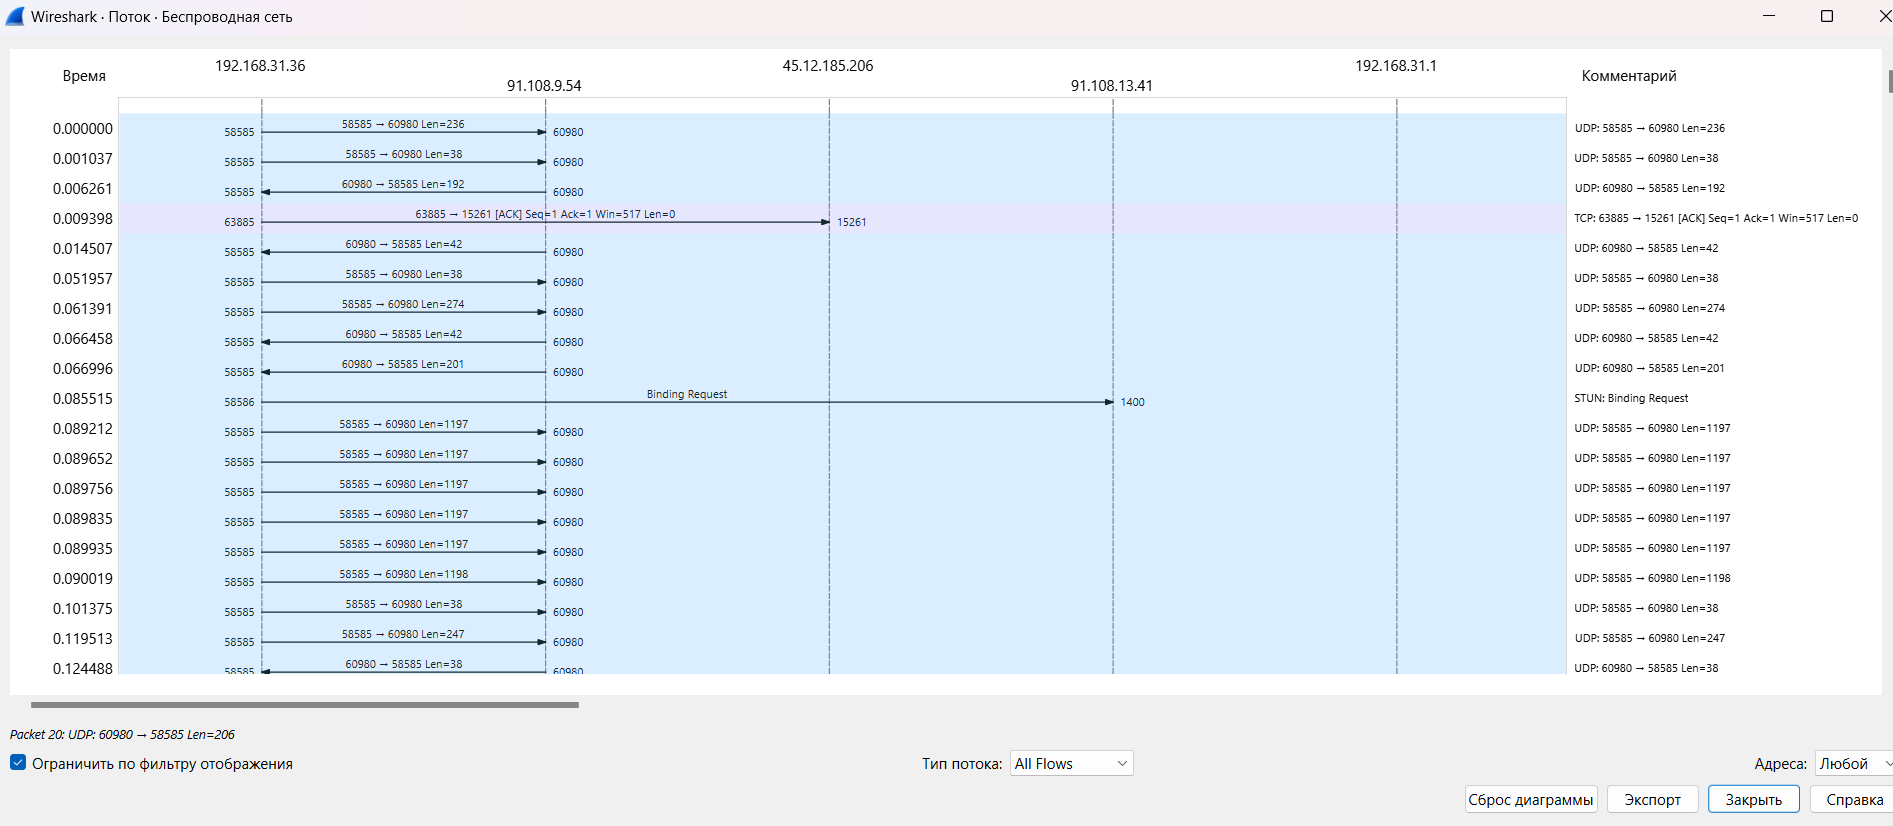 Wireshark · Поток · Беспроводная сеть
Время 192.168.31.36 91.108.9.54 45.12.185.206 91.108.13.41 192.168.31.1 Комментарий
0.000000 58585 58585 → 60980 Len=236 60980 UDP: 58585 → 60980 Len=236
0.001037 58585 58585 → 60980 Len=38 60980 UDP: 58585 → 60980 Len=38
0.006261 58585 60980 → 58585 Len=192 60980 UDP: 60980 → 58585 Len=192
0.009398 63885 63885 → 15261 [ACK] Seq=1 Ack=1 Win=517 Len=0 15261 TCP: 63885 → 15261 [ACK] Seq=1 Ack=1 Win=517 Len=0
0.014507 58585 60980 → 58585 Len=42 60980 UDP: 60980 → 58585 Len=42
0.051957 58585 58585 → 60980 Len=38 60980 UDP: 58585 → 60980 Len=38
0.061391 58585 58585 → 60980 Len=274 60980 UDP: 58585 → 60980 Len=274
0.066458 58585 60980 → 58585 Len=42 60980 UDP: 60980 → 58585 Len=42
0.066996 58585 60980 → 58585 Len=201 60980 UDP: 60980 → 58585 Len=201
0.085515 58586 Binding Request 1400 STUN: Binding Request
0.089212 58585 58585 → 60980 Len=1197 60980 UDP: 58585 → 60980 Len=1197
0.089652 58585 58585 → 60980 Len=1197 60980 UDP: 58585 → 60980 Len=1197
0.089756 58585 58585 → 60980 Len=1197 60980 UDP: 58585 → 60980 Len=1197
0.089835 58585 58585 → 60980 Len=1197 60980 UDP: 58585 → 60980 Len=1197
0.089935 58585 58585 → 60980 Len=1197 60980 UDP: 58585 → 60980 Len=1197
0.090019 58585 58585 → 60980 Len=1198 60980 UDP: 58585 → 60980 Len=1198
0.101375 58585 58585 → 60980 Len=38 60980 UDP: 58585 → 60980 Len=38
0.119513 58585 58585 → 60980 Len=247 60980 UDP: 58585 → 60980 Len=247
0.124488 58585 60980 → 58585 Len=38 60980 UDP: 60980 → 58585 Len=38
Packet 20: UDP: 60980 → 58585 Len=206
Ограничить по фильтру отображения Тип потока: All Flows Адреса: Любой
Сброс диаграммы Экспорт Закрыть Справка